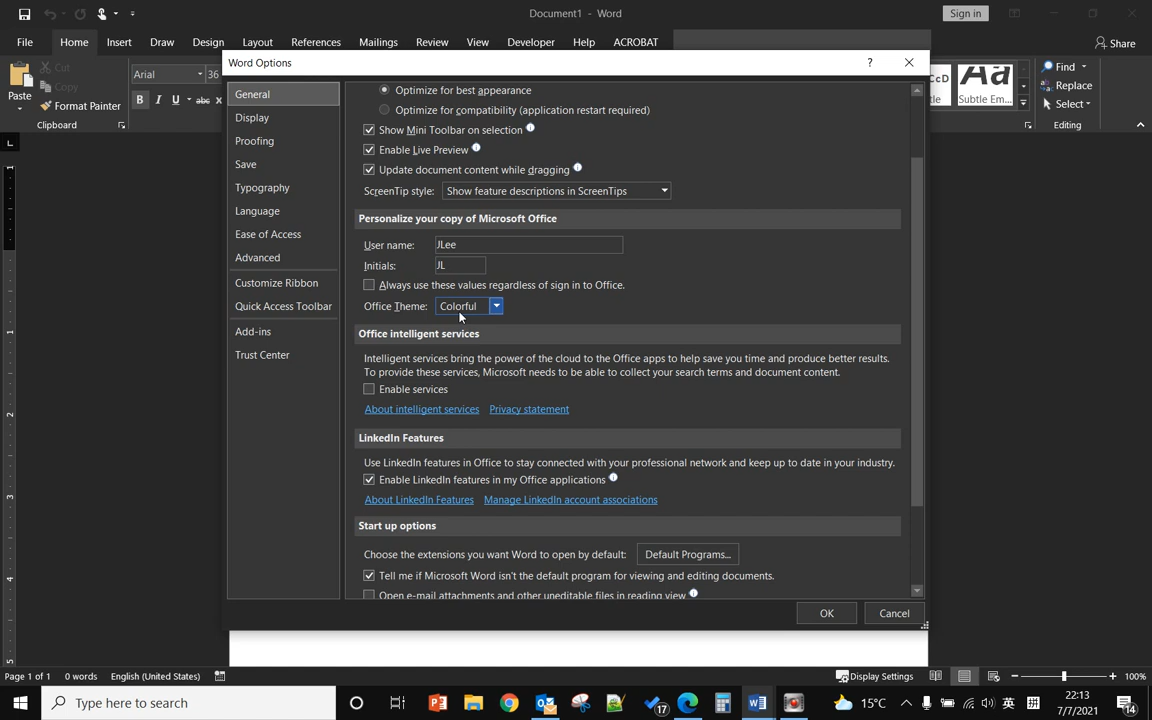 Document1 - Word
Sign in
File Home Insert Draw Design Layout References Mailings Review View Developer Help ACROBAT
Share
Paste
Cut
Copy
Format Painter
Clipboard
Arial 36
B I U abc
Aa
Subtle Em...
Find
Replace
Select
Editing
Word Options
General
Display
Proofing
Save
Typography
Language
Ease of Access
Advanced
Customize Ribbon
Quick Access Toolbar
Add-ins
Trust Center
Optimize for best appearance
Optimize for compatibility (application restart required)
Show Mini Toolbar on selection
Enable Live Preview
Update document content while dragging
ScreenTip style: Show feature descriptions in ScreenTips
Personalize your copy of Microsoft Office
User name: JLee
Initials: JL
Always use these values regardless of sign in to Office.
Office Theme: Colorful
Office intelligent services
Intelligent services bring the power of the cloud to the Office apps to help save you time and produce better results.
To provide these services, Microsoft needs to be able to collect your search terms and document content.
Enable services
About intelligent services Privacy statement
LinkedIn Features
Use LinkedIn features in Office to stay connected with your professional network and keep up to date in your industry.
Enable LinkedIn features in my Office applications
About LinkedIn Features Manage LinkedIn account associations
Start up options
Choose the extensions you want Word to open by default: Default Programs...
Tell me if Microsoft Word isn't the default program for viewing and editing documents.
Open e-mail attachments and other uneditable files in reading view
OK Cancel
Page 1 of 1 0 words English (United States)
Display Settings
100%
Type here to search
17
15°C
英
拼
22:13
7/7/2021
14